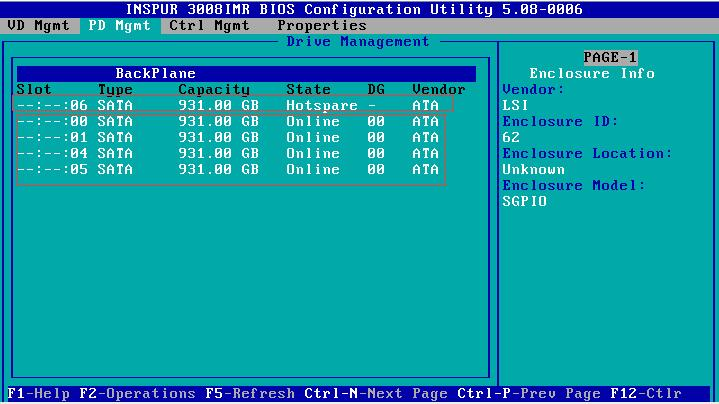 INSPUR 3008IMR BIOS Configuration Utility 5.08-0006
VD Mgmt PD Mgmt Ctrl Mgmt Properties
Drive Management
BackPlane
Slot Type Capacity State DG Vendor
--:--:06 SATA 931.00 GB Hotspare - ATA
--:--:00 SATA 931.00 GB Online 00 ATA
--:--:01 SATA 931.00 GB Online 00 ATA
--:--:04 SATA 931.00 GB Online 00 ATA
--:--:05 SATA 931.00 GB Online 00 ATA
PAGE-1
Enclosure Info
Vendor:
LSI
Enclosure ID:
62
Enclosure Location:
Unknown
Enclosure Model:
SGPIO
F1-Help F2-Operations F5-Refresh Ctrl-N-Next Page Ctrl-P-Prev Page F12-Ctlr